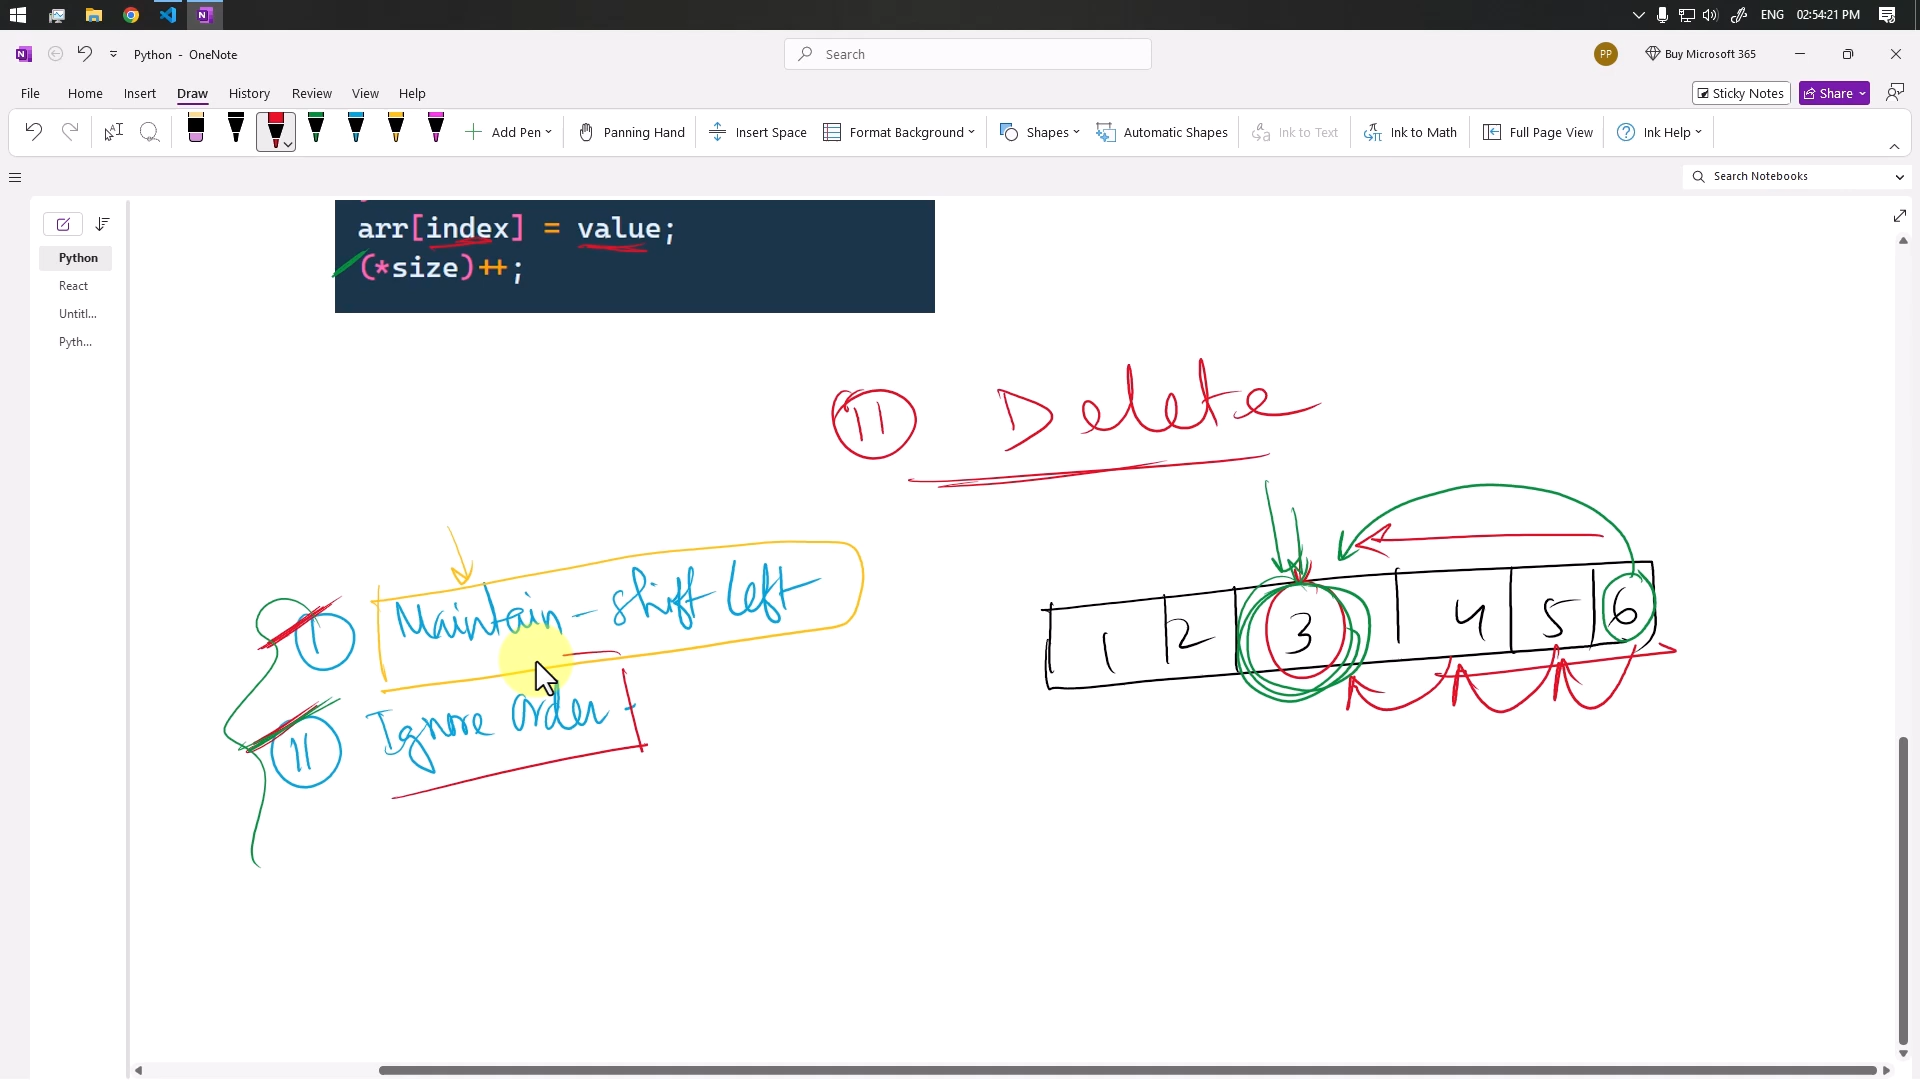 ENG 02:54:21 PM
Python - OneNote
Search
PP
Buy Microsoft 365
File Home Insert Draw History Review View Help
Sticky Notes
Share
Add Pen
Panning Hand
Insert Space
Format Background
Shapes
Automatic Shapes
Ink to Text
Ink to Math
Full Page View
Ink Help
Search Notebooks
Python
React
Untitl...
Pyth...
arr[index] = value;
(*size)++;
II Delete
I Maintain - shift left
II Ignore order -
1 2 3 4 5 6